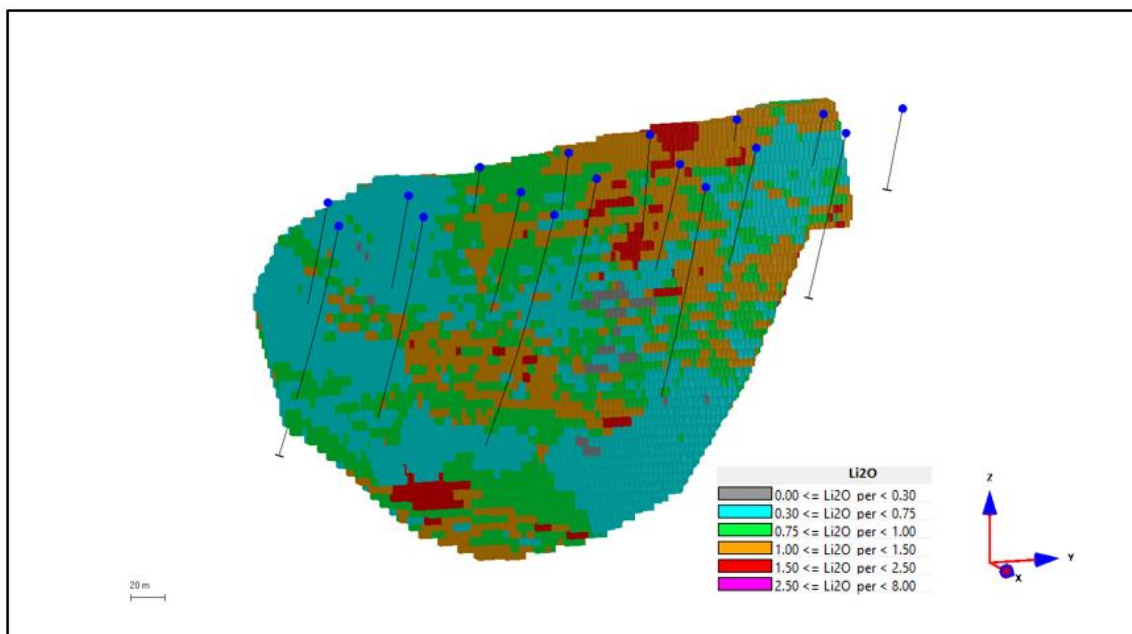 Li2O
0.00 <= Li2O per < 0.30
0.30 <= Li2O per < 0.75
0.75 <= Li2O per < 1.00
1.00 <= Li2O per < 1.50
1.50 <= Li2O per < 2.50
2.50 <= Li2O per < 8.00
Z
Y
X
20 m